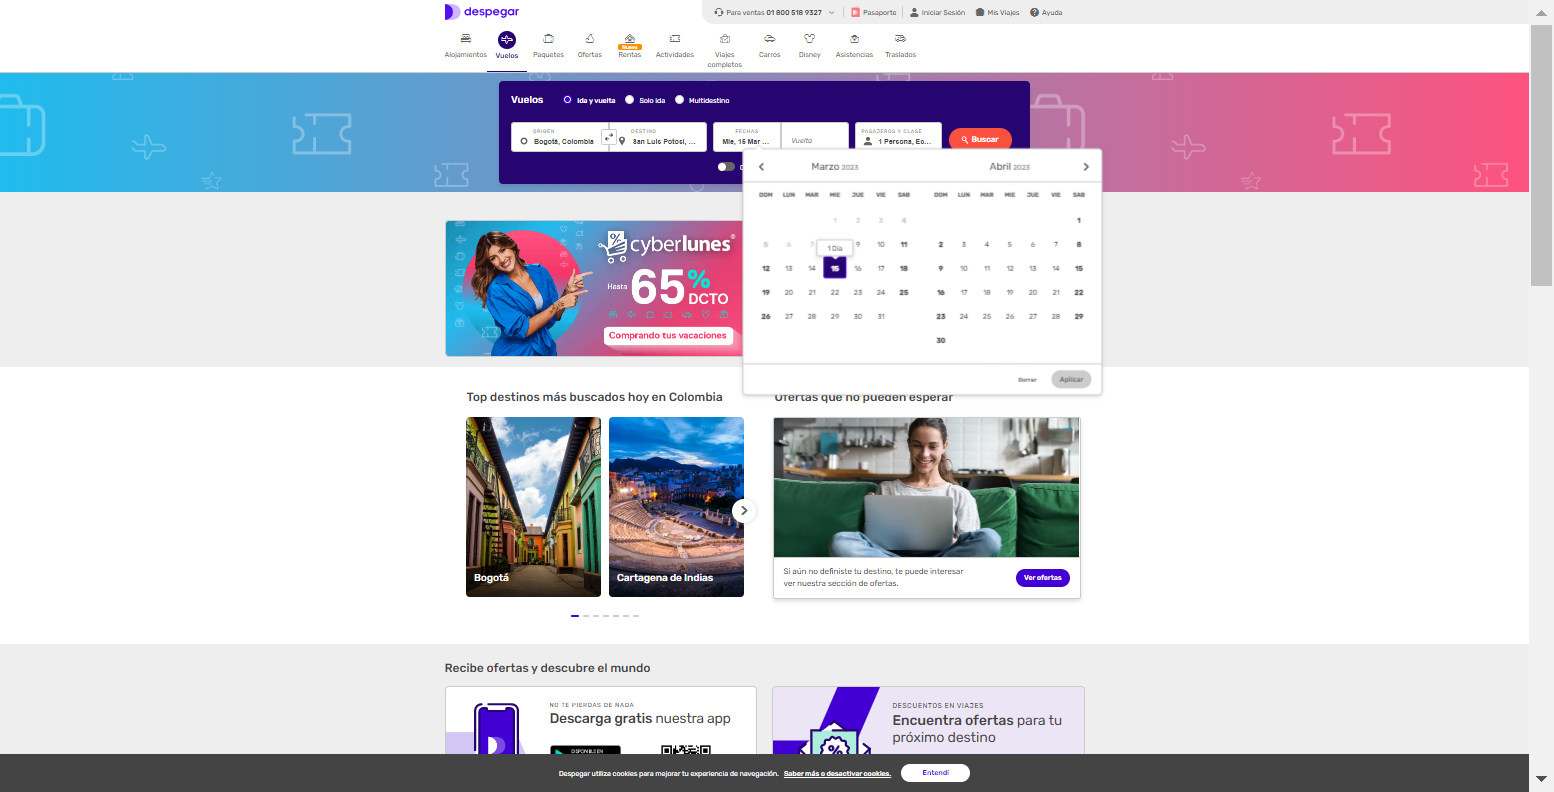 despegar
Para ventas 01 800 518 9327
Pasaporte
Iniciar Sesión
Mis Viajes
Ayuda
Alojamientos
Vuelos
Paquetes
Ofertas
Nuevo
Rentas
Actividades
Viajes
completos
Carros
Disney
Asistencias
Traslados
Vuelos
Ida y vuelta
Solo ida
Multidestino
ORIGEN
Bogotá, Colombia
DESTINO
San Luis Potosí, ...
FECHAS
Mie, 15 Mar ...
Vuelta
PASAJEROS Y CLASE
1 Persona, Ec...
Buscar
Marzo 2023
DOM LUN MAR MIE JUE VIE SAB
1 2 3 4
5 6 7 9 10 11
1 Día
12 13 14 15 16 17 18
19 20 21 22 23 24 25
26 27 28 29 30 31
Abril 2023
DOM LUN MAR MIE JUE VIE SAB
1
2 3 4 5 6 7 8
9 10 11 12 13 14 15
16 17 18 19 20 21 22
23 24 25 26 27 28 29
30
Borrar
Aplicar
cyberlunes®
Hasta 65% DCTO
Comprando tus vacaciones
Top destinos más buscados hoy en Colombia
Bogotá
Cartagena de Indias
Ofertas que no pueden esperar
Si aún no definiste tu destino, te puede interesar
ver nuestra sección de ofertas.
Ver ofertas
Recibe ofertas y descubre el mundo
NO TE PIERDAS DE NADA
Descarga gratis nuestra app
DISPONIBLE EN
DESCUENTOS EN VIAJES
Encuentra ofertas para tu
próximo destino
Despegar utiliza cookies para mejorar tu experiencia de navegación. Saber más o desactivar cookies.
Entendí